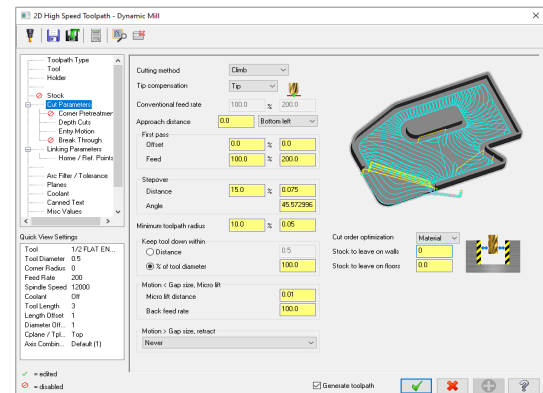 2D High Speed Toolpath - Dynamic Mill
Toolpath Type
Tool
Holder
Stock
Cut Parameters
Corner Pretreatmer
Depth Cuts
Entry Motion
Break Through
Linking Parameters
Home / Ref. Points
Arc Filter / Tolerance
Planes
Coolant
Canned Text
Misc Values
Quick View Settings
Tool 1/2 FLAT EN...
Tool Diameter 0.5
Corner Radius 0
Feed Rate 200
Spindle Speed 12000
Coolant Off
Tool Length 3
Length Offset 1
Diameter Off... 1
Cplane / Tpl... Top
Axis Combin... Default (1)
= edited
= disabled
Cutting method Climb
Tip compensation Tip
Conventional feed rate 100.0 % 200.0
Approach distance 0.0 Bottom left
First pass
Offset 0.0 % 0.0
Feed 100.0 % 200.0
Stepover
Distance 15.0 % 0.075
Angle 45.572996
Minimum toolpath radius 10.0 % 0.05
Keep tool down within
Distance 0.5
% of tool diameter 100.0
Motion < Gap size, Micro lift
Micro lift distance 0.01
Back feed rate 100.0
Motion > Gap size, retract
Never
Cut order optimization Material
Stock to leave on walls 0
Stock to leave on floors 0.0
Generate toolpath